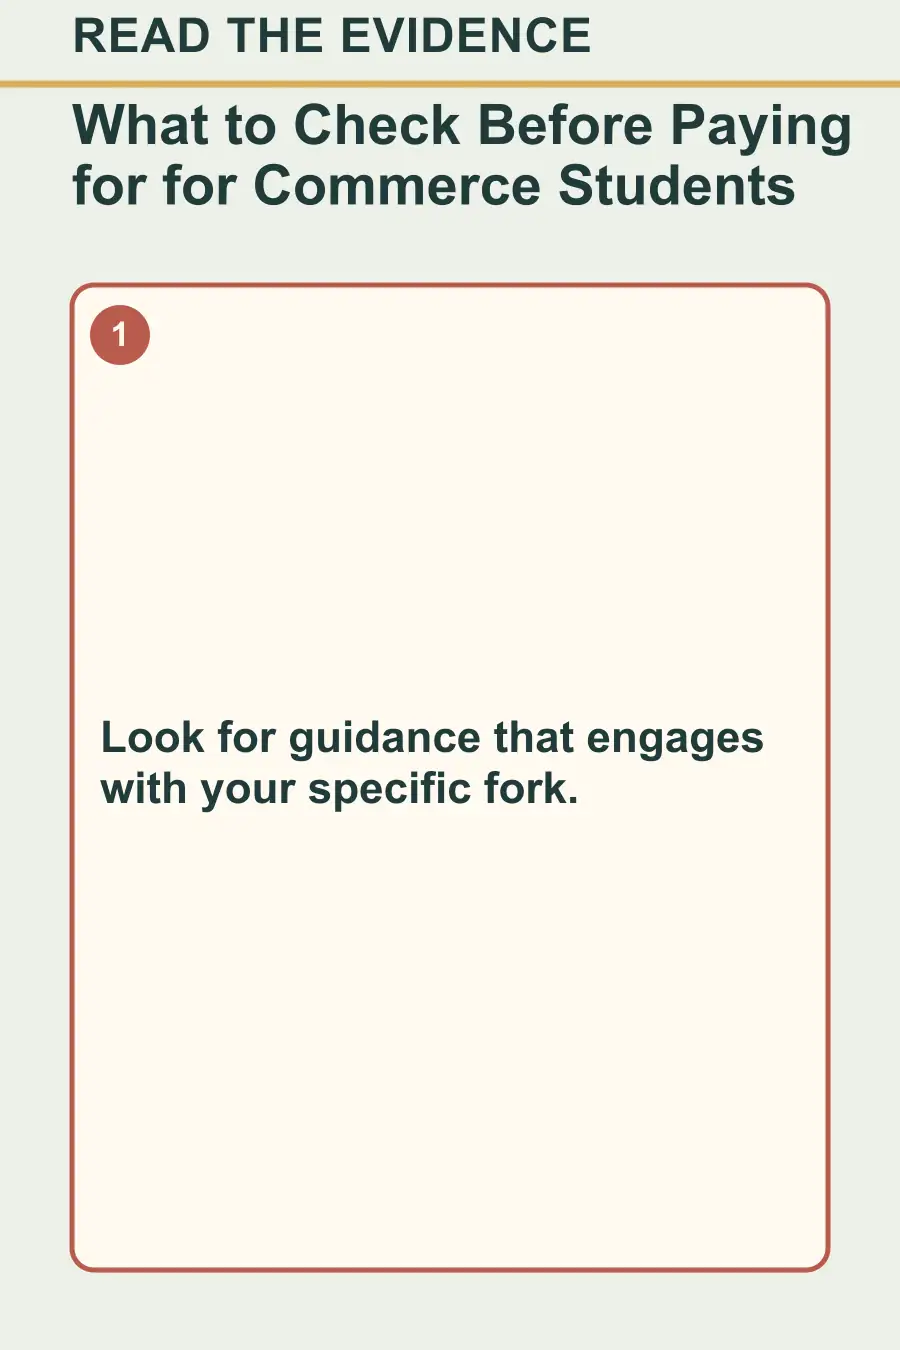 READ THE EVIDENCE
What to Check Before Paying
for for Commerce Students
1
Look for guidance that engages
with your specific fork.